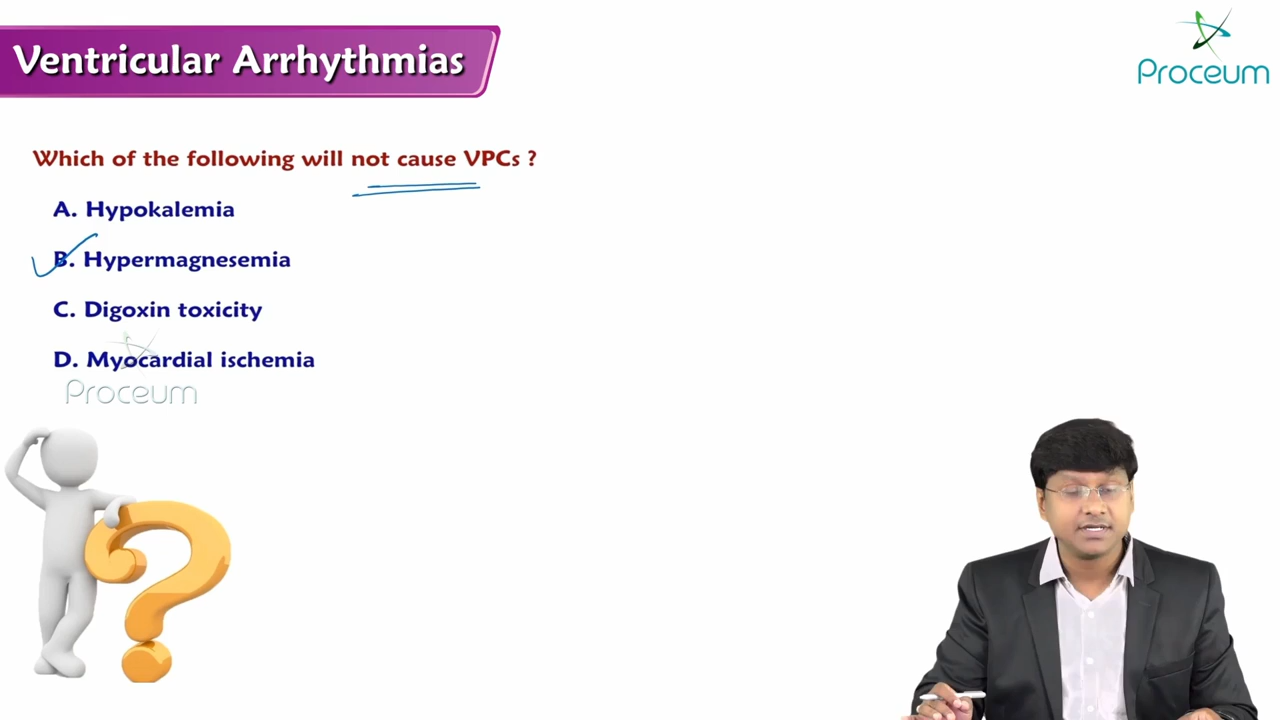 Ventricular Arrhythmias
Proceum
Which of the following will not cause VPCs ?
A. Hypokalemia
B. Hypermagnesemia
C. Digoxin toxicity
D. Myocardial ischemia
Proceum